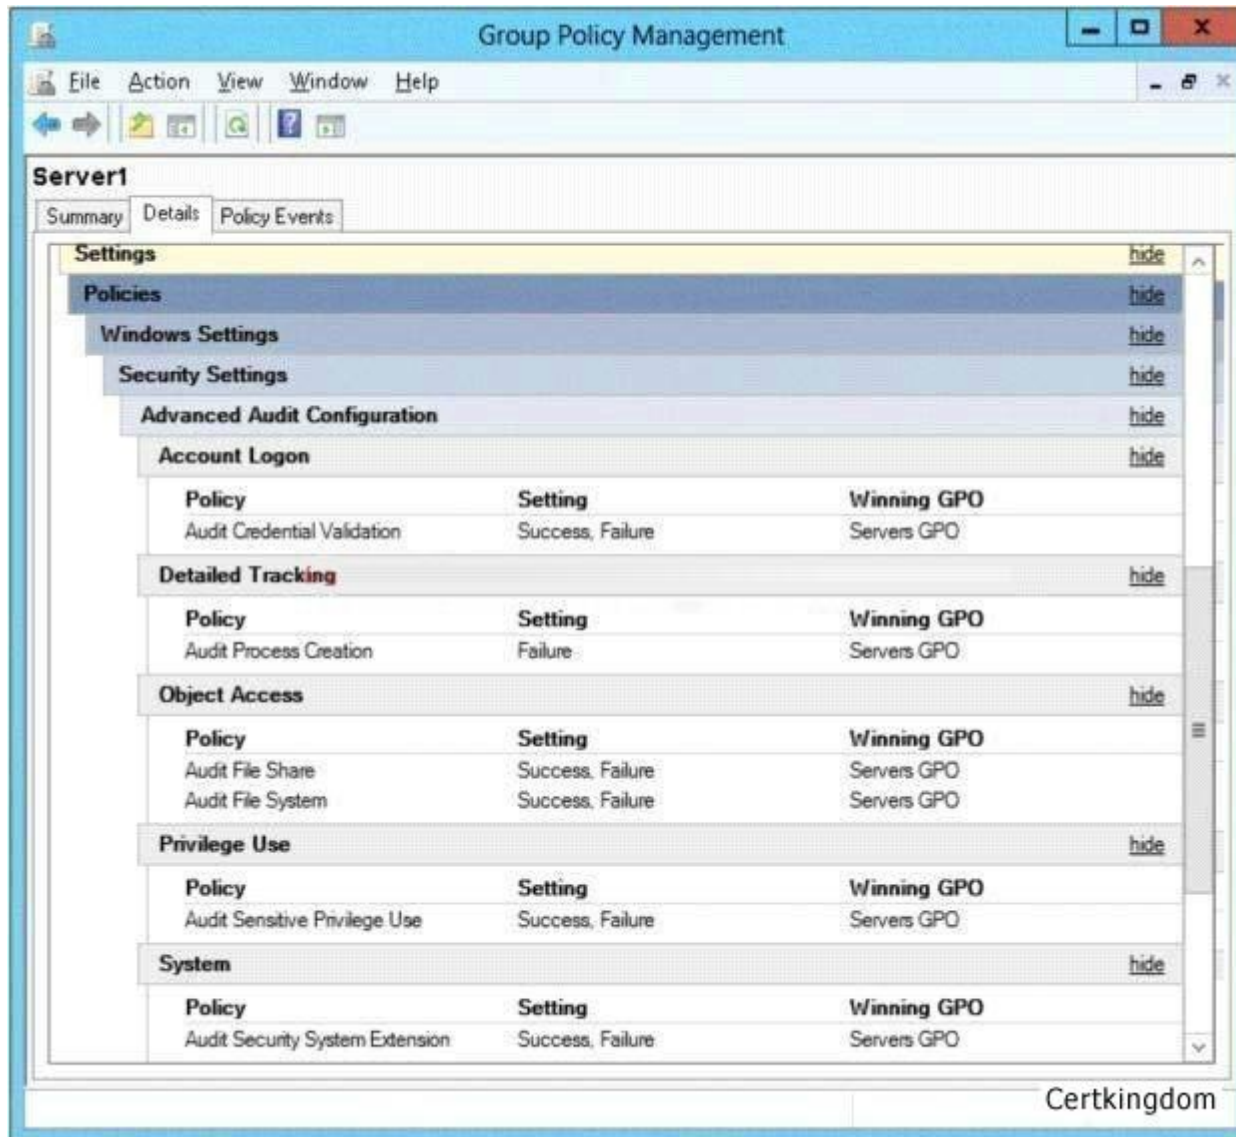 Group Policy Management
File Action View Window Help
Server1
Summary Details Policy Events
Settings hide
Policies hide
Windows Settings hide
Security Settings hide
Advanced Audit Configuration hide
Account Logon hide
Policy Setting Winning GPO
Audit Credential Validation Success, Failure Servers GPO
Detailed Tracking hide
Policy Setting Winning GPO
Audit Process Creation Failure Servers GPO
Object Access hide
Policy Setting Winning GPO
Audit File Share Success, Failure Servers GPO
Audit File System Success, Failure Servers GPO
Privilege Use hide
Policy Setting Winning GPO
Audit Sensitive Privilege Use Success, Failure Servers GPO
System hide
Policy Setting Winning GPO
Audit Security System Extension Success, Failure Servers GPO
Certkingdom